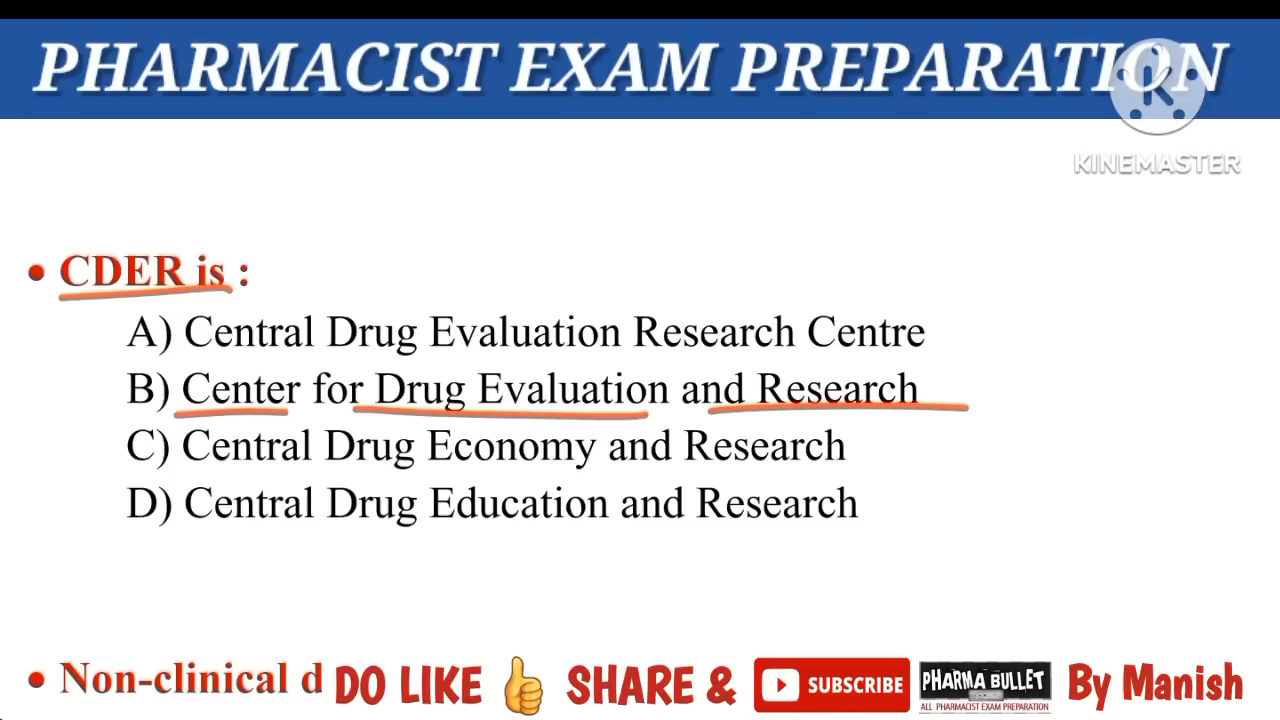 PHARMACIST EXAM PREPARATION
KINEMASTER
• CDER is :
A) Central Drug Evaluation Research Centre
B) Center for Drug Evaluation and Research
C) Central Drug Economy and Research
D) Central Drug Education and Research
• Non-clinical d
DO LIKE 👍 SHARE & SUBSCRIBE PHARMA BULLET By Manish
ALL PHARMACIST EXAM PREPARATION